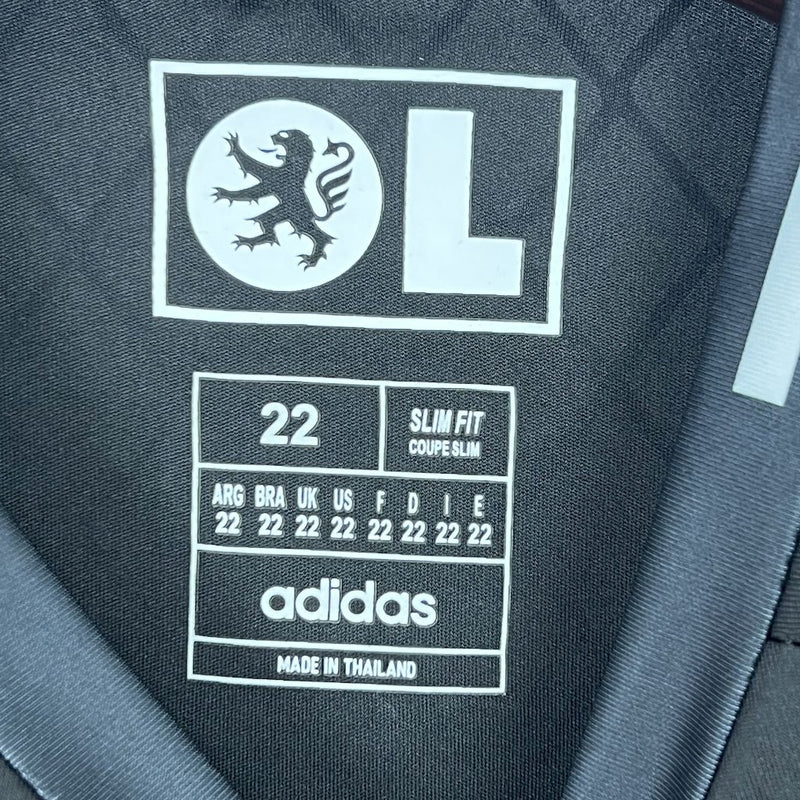 OL
22
SLIM FIT
COUPE SLIM
ARG BRA UK US F D I E
22 22 22 22 22 22 22 22
adidas
MADE IN THAILAND